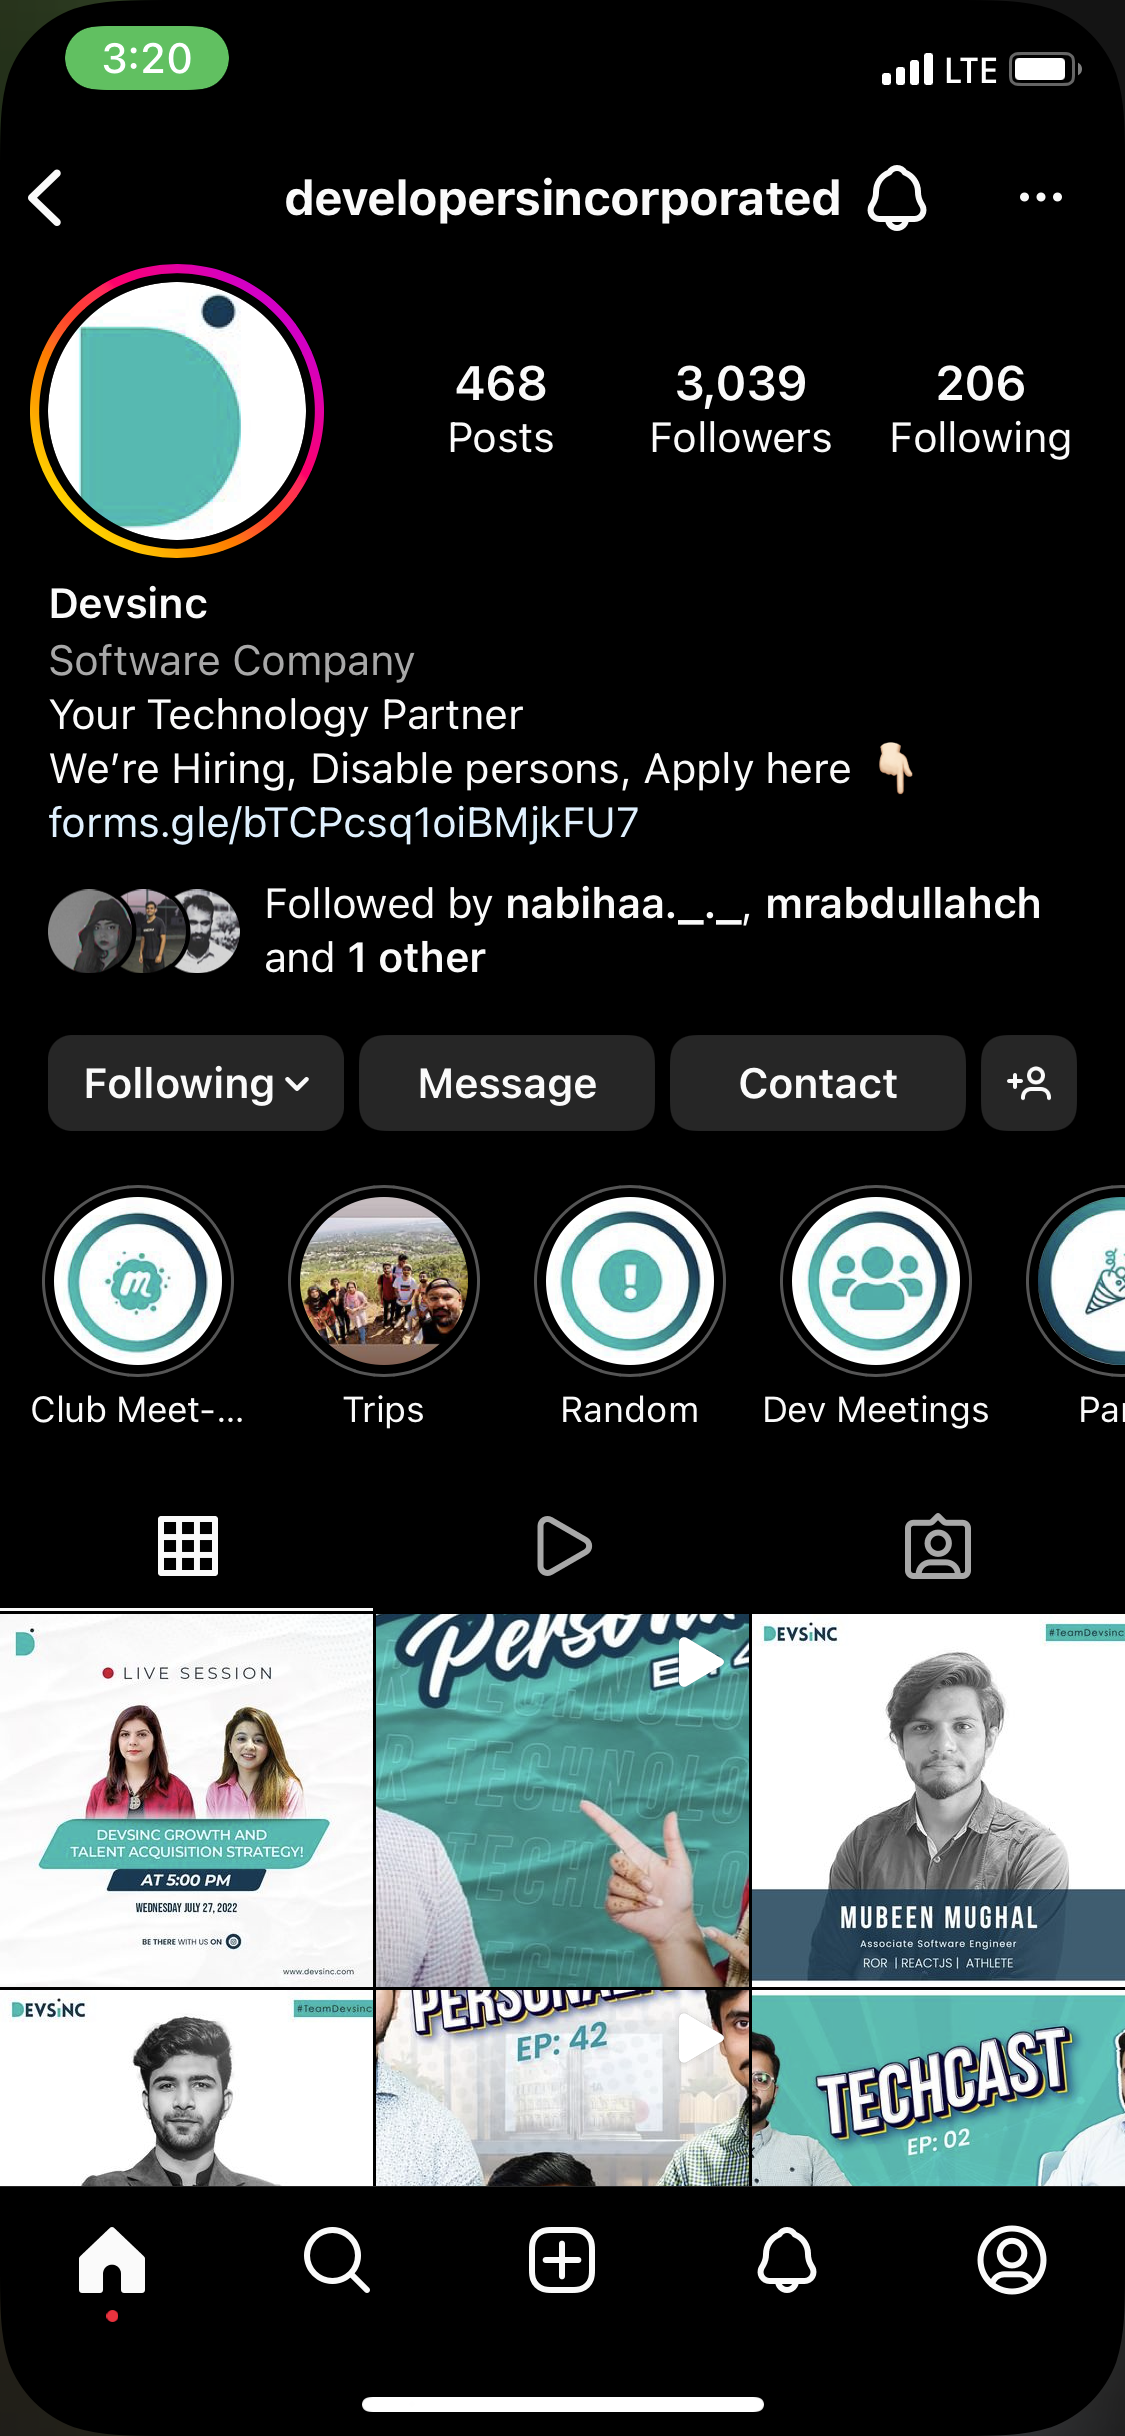 3:20
LTE
developersincorporated
468
Posts
3,039
Followers
206
Following
Devsinc
Software Company
Your Technology Partner
We're Hiring, Disable persons, Apply here 👇🏻
forms.gle/bTCPcsq1oiBMjkFU7
Followed by nabihaa._._, mrabdullahch
and 1 other
Following
Message
Contact
m
!
Club Meet-...
Trips
Random
Dev Meetings
LIVE SESSION
DEVSINC GROWTH AND
TALENT ACQUISITION STRATEGY!
AT 5:00 PM
WEDNESDAY JULY 27, 2022
BE THERE WITH US ON
www.devsinc.com
TECHNOLO
R TECHNOLO
TECHNOLO
TECHN
DEVSiNC
#TeamDevsinc
MUBEEN MUGHAL
Associate Software Engineer
ROR | REACTJS | ATHLETE
DEVSiNC
#TeamDevsinc
EP: 42
TECHCAST
EP: 02